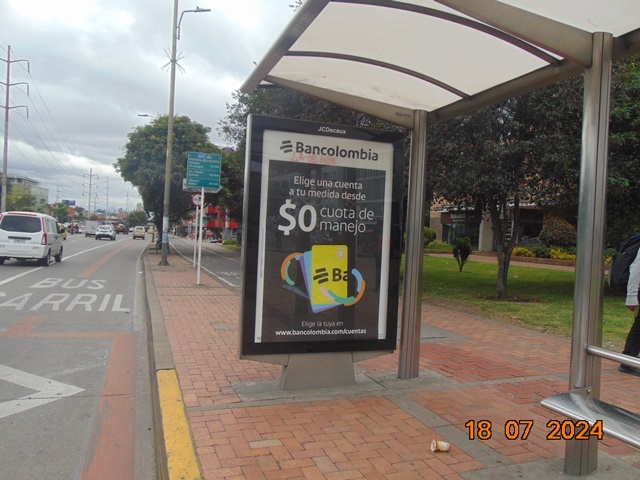 JCDecaux
Bancolombia
Elige una cuenta
a tu medida desde
$0 cuota de
manejo
Ba
Elige la tuya en
www.bancolombia.com/cuentas
BUS
CARRIL
18 07 2024